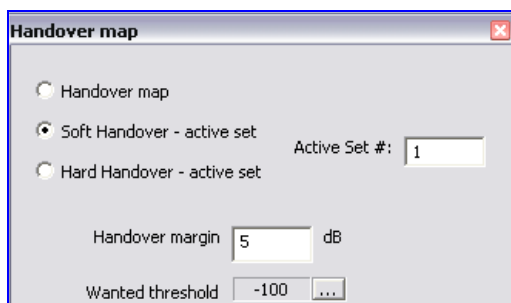 Handover map
Handover map
Soft Handover - active set
Active Set #: 1
Hard Handover - active set
Handover margin 5 dB
Wanted threshold -100 ...